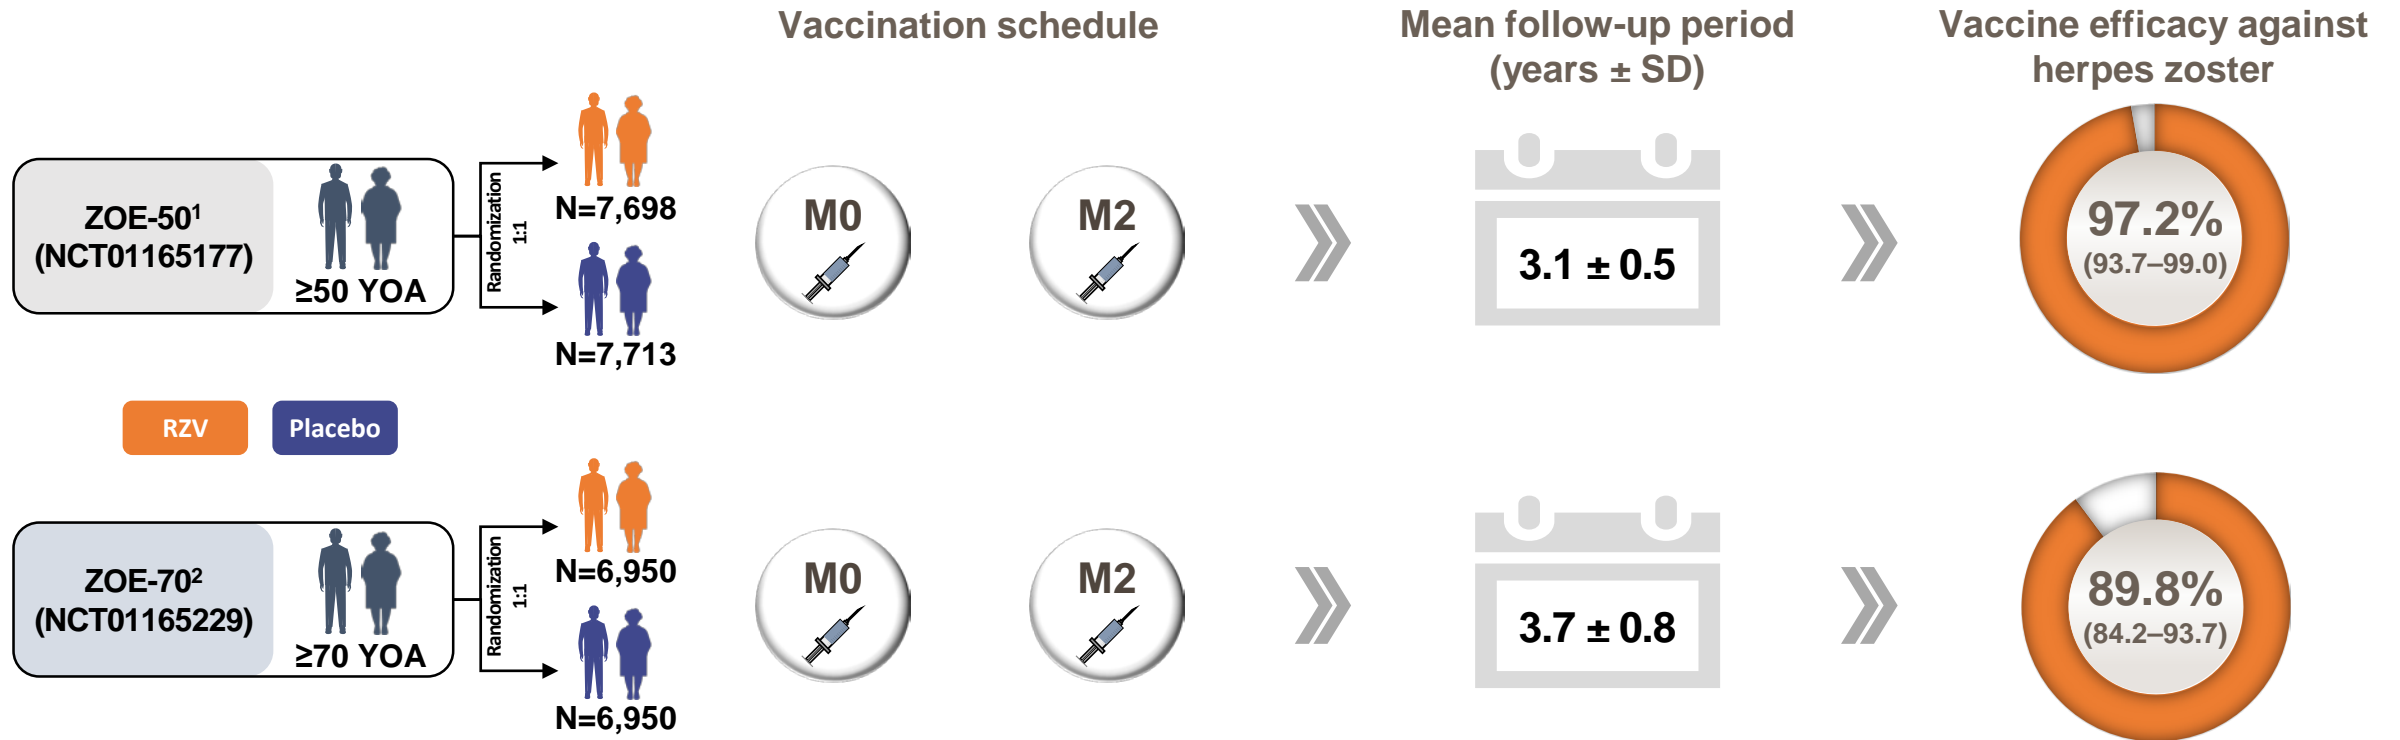 Vaccination schedule
Mean follow-up period
(years ± SD)
Vaccine efficacy against
herpes zoster
ZOE-50¹
(NCT01165177)
≥50 YOA
Randomization
1:1
N=7,698
N=7,713
M0
M2
3.1 ± 0.5
97.2%
(93.7–99.0)
RZV
Placebo
ZOE-70²
(NCT01165229)
≥70 YOA
Randomization
1:1
N=6,950
N=6,950
M0
M2
3.7 ± 0.8
89.8%
(84.2–93.7)